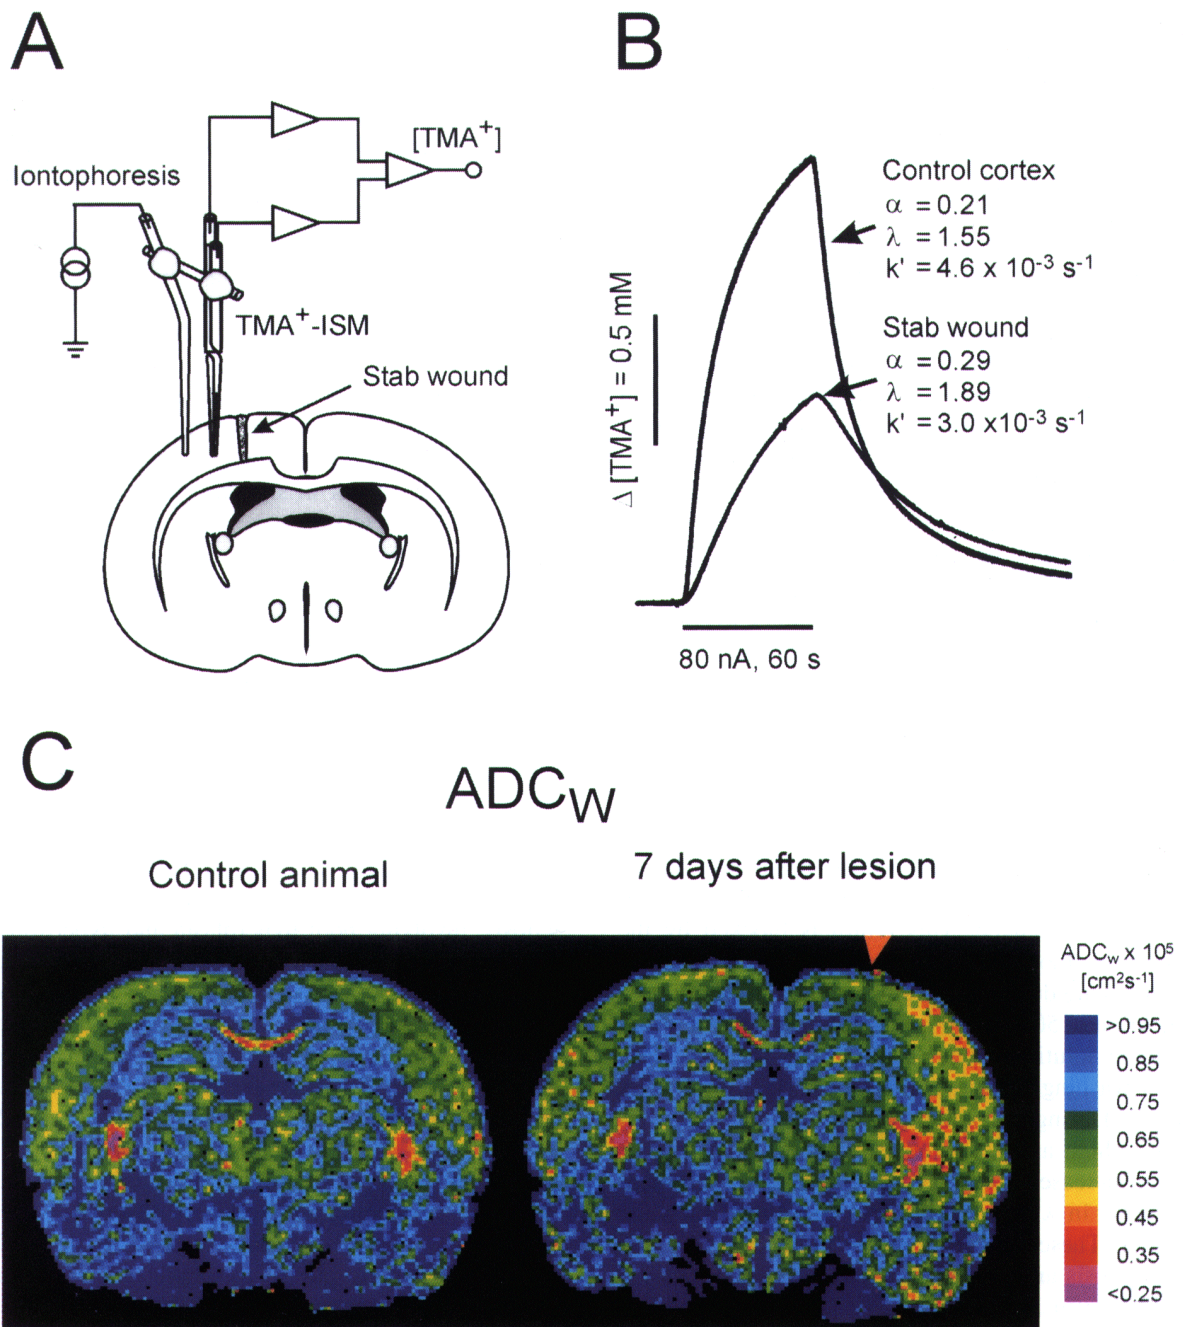 A
Iontophoresis
[TMA⁺]
TMA⁺-ISM
Stab wound
B
Δ [TMA⁺] = 0.5 mM
Control cortex
α = 0.21
λ = 1.55
k' = 4.6 x 10⁻³ s⁻¹
Stab wound
α = 0.29
λ = 1.89
k' = 3.0 x10⁻³ s⁻¹
80 nA, 60 s
C
ADCW
Control animal
7 days after lesion
ADCw x 10⁵
[cm²s⁻¹]
>0.95
0.85
0.75
0.65
0.55
0.45
0.35
<0.25